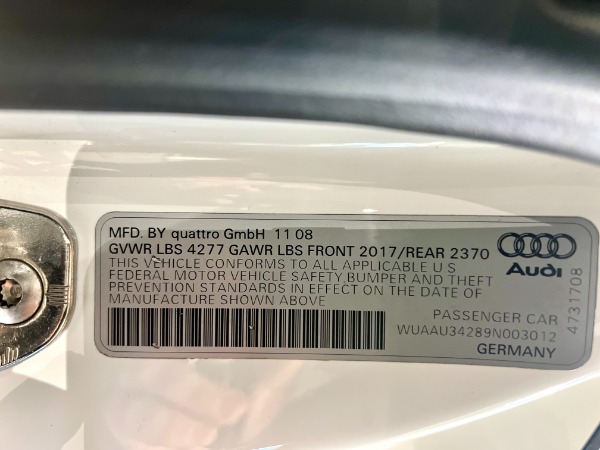 MFD. BY quattro GmbH 11 08
GVWR LBS 4277 GAWR LBS FRONT 2017/REAR 2370
THIS VEHICLE CONFORMS TO ALL APPLICABLE U S
FEDERAL MOTOR VEHICLE SAFETY, BUMPER AND THEFT
PREVENTION STANDARDS IN EFFECT ON THE DATE OF
MANUFACTURE SHOWN ABOVE
PASSENGER CAR
WUAAU34289N003012
GERMANY
Audi
4731708